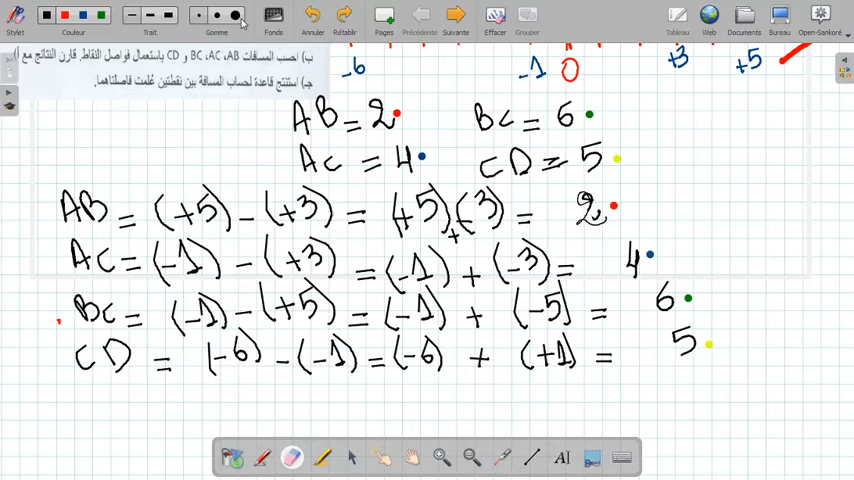 Stylet Trait Gomme Fonds Annuler Rétablir Pages Précédente Suivante Effacer Grouper Tableau Web Documents Bureau Open-Sankoré
ب) احسب المسافات AB، AC، BC و CD باستعمال فواصل النقاط. قارن النتائج مع أ)
جـ) استنتج قاعدة لحساب المسافة بين نقطتين عُلمت فاصلتاهما.
-6 -1 0 +3 +5
AB = 2 BC = 6
AC = 4 CD = 5
AB = (+5) - (+3) = (+5) + (-3) = 2
AC = (-1) - (+3) = (-1) + (-3) = 4
BC = (-1) - (+5) = (-1) + (-5) = 6
CD = (-6) - (-1) = (-6) + (+1) = 5